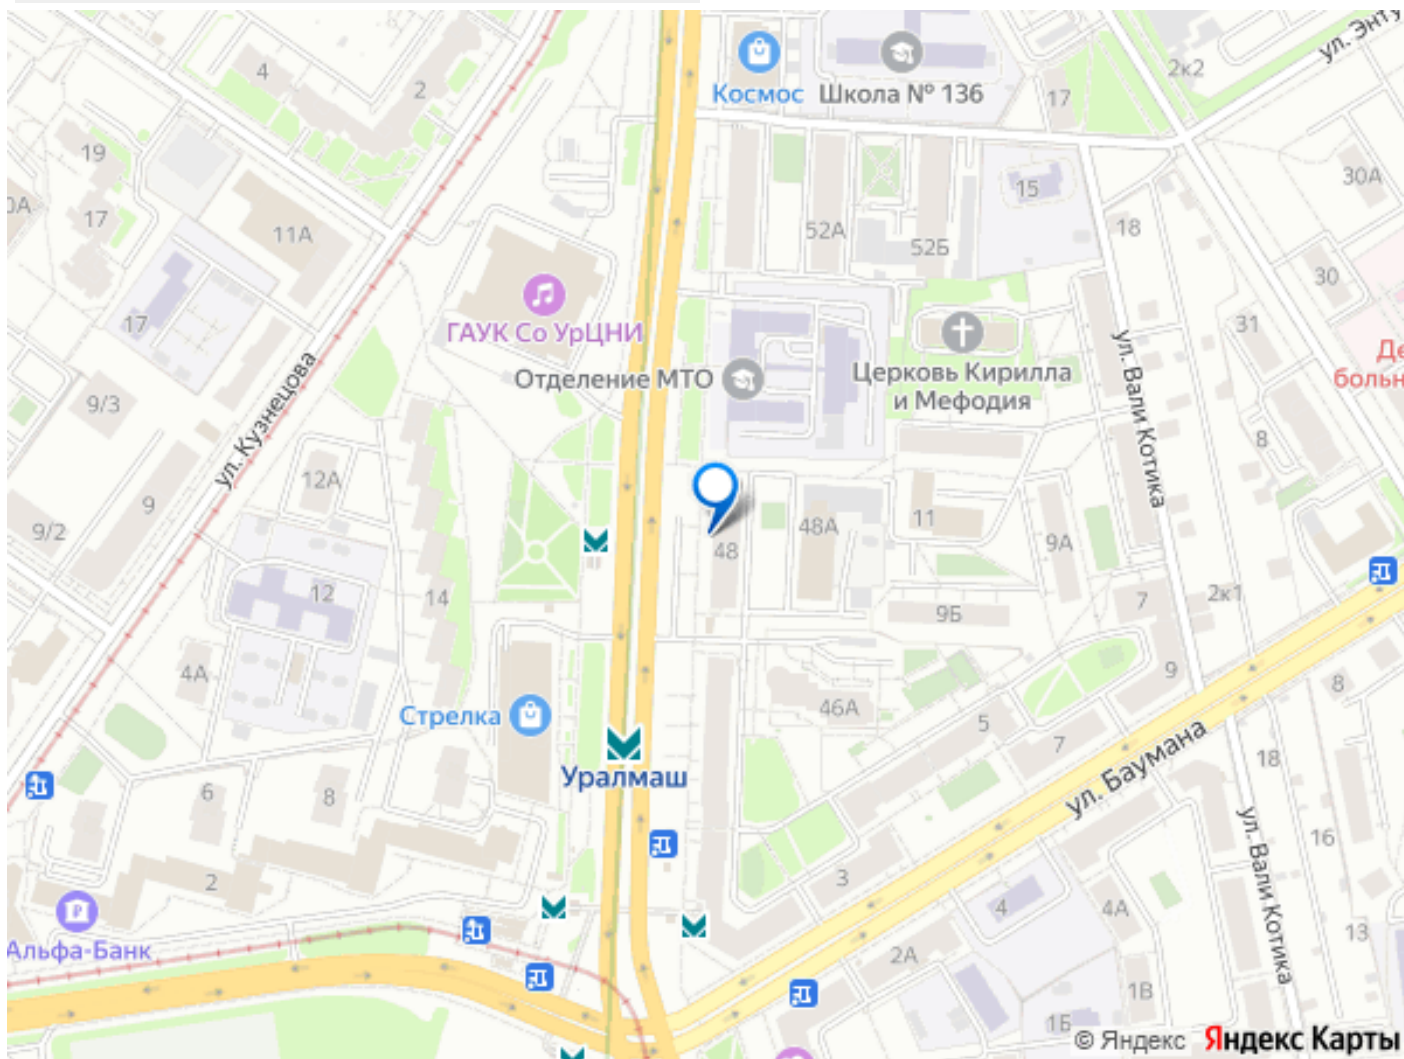 ул. Энту
4
2
Космос
Школа № 136
2к2
17
19
30А
0А
17
11А
15
18
52А
52Б
30
17
ГАУК Со УрЦНИ
31
Отделение МТО
Церковь Кирилла
и Мефодия
Де
больн
ул. Кузнецова
ул. Вали Котика
9/3
8
12А
9
9/2
48А
11
48
9А
12
14
9Б
7
2к1
4А
9
8
Стрелка
46А
5
7
ул. Баумана
18
Уралмаш
6
8
ул. Вали Котика
16
2
3
4
4А
13
Альфа-Банк
2А
1В
1Б
© Яндекс Яндекс Карты